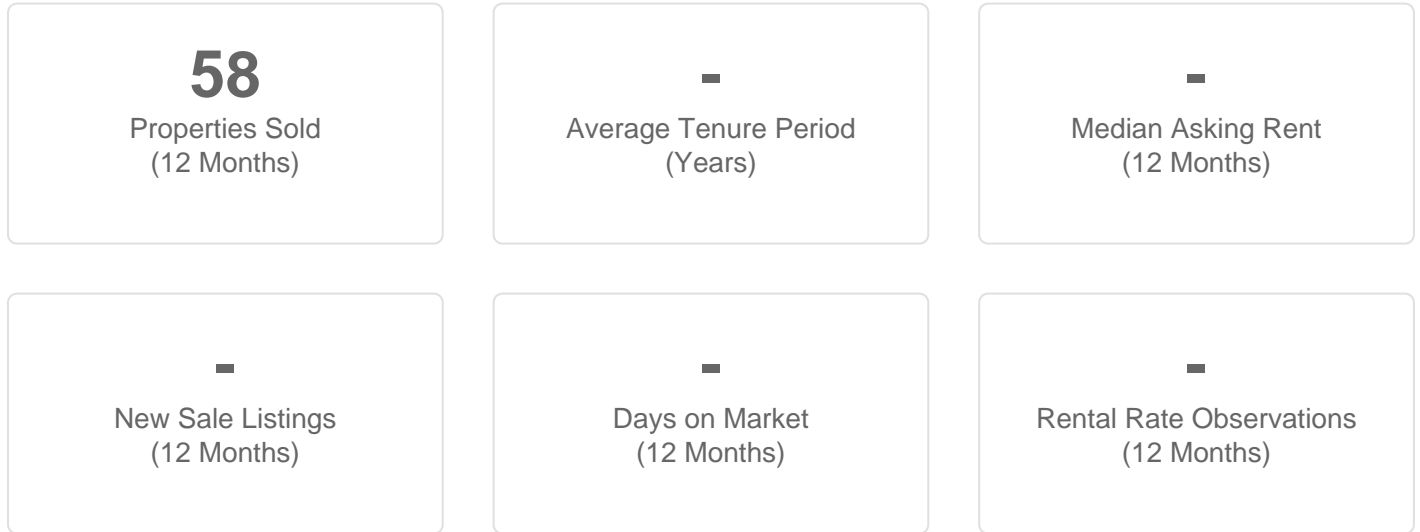 58
Properties Sold
(12 Months)
-
Average Tenure Period
(Years)
-
Median Asking Rent
(12 Months)
-
New Sale Listings
(12 Months)
-
Days on Market
(12 Months)
-
Rental Rate Observations
(12 Months)